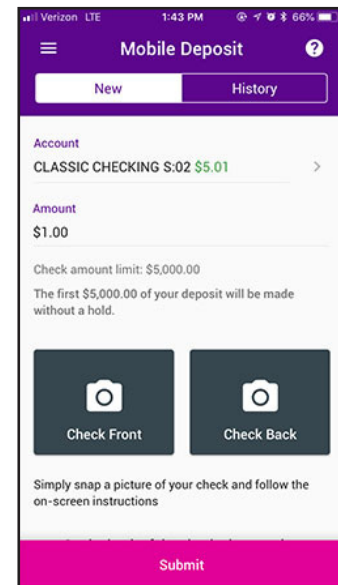 Verizon LTE 1:43 PM 66%
Mobile Deposit ?
New History
Account
CLASSIC CHECKING S:02 $5.01
Amount
$1.00
Check amount limit: $5,000.00
The first $5,000.00 of your deposit will be made
without a hold.
Check Front Check Back
Simply snap a picture of your check and follow the
on-screen instructions
Submit